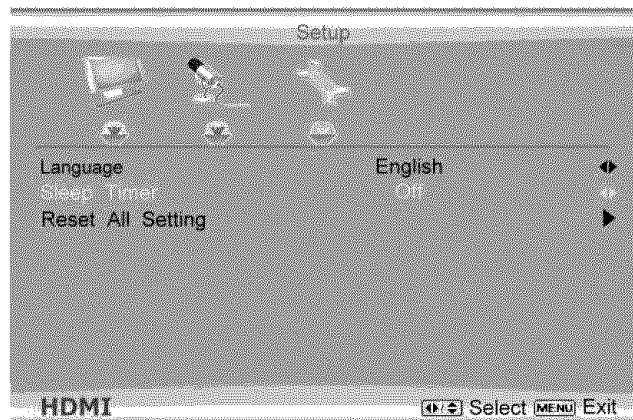 Setup
Language English
Sleep Timer Off
Reset All Setting
HDMI Select MENU Exit